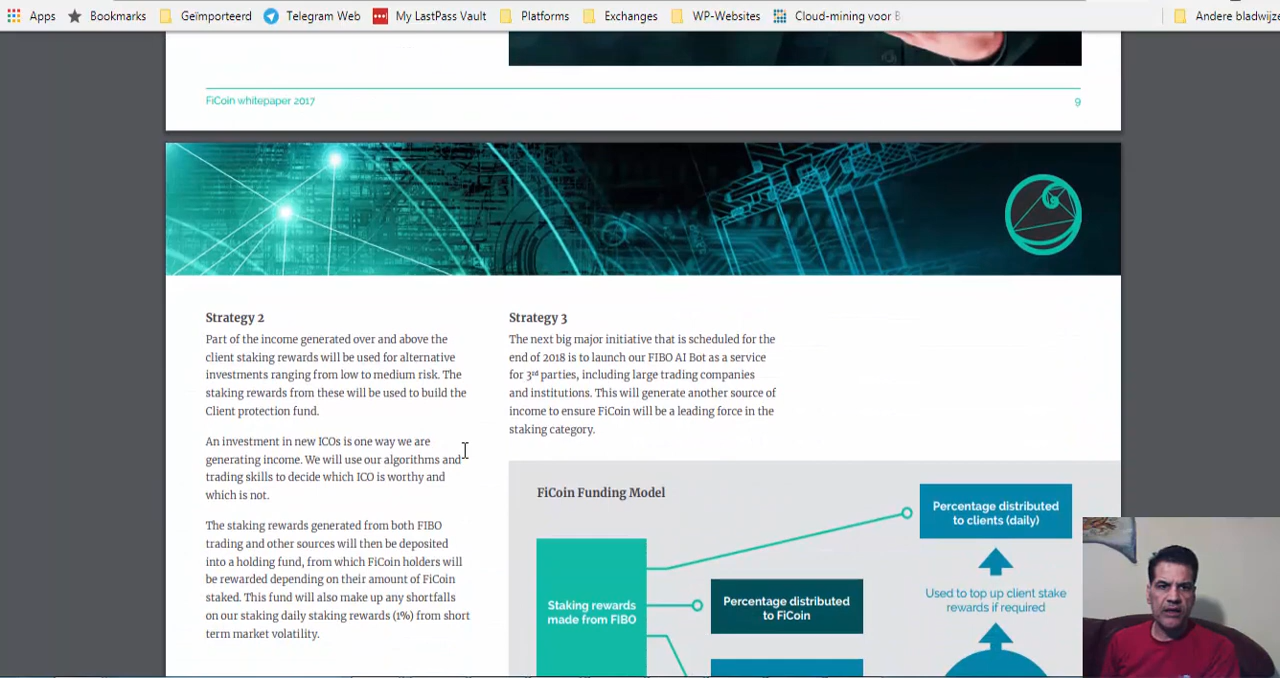 Apps Bookmarks Geïmporteerd Telegram Web My LastPass Vault Platforms Exchanges WP-Websites Cloud-mining voor Andere bladwijze
FiCoin whitepaper 2017
9
Strategy 2
Part of the income generated over and above the
client staking rewards will be used for alternative
investments ranging from low to medium risk. The
staking rewards from these will be used to build the
Client protection fund.
An investment in new ICOs is one way we are
generating income. We will use our algorithms and
trading skills to decide which ICO is worthy and
which is not.
The staking rewards generated from both FIBO
trading and other sources will then be deposited
into a holding fund, from which FiCoin holders will
be rewarded depending on their amount of FiCoin
staked. This fund will also make up any shortfalls
on our staking daily staking rewards (1%) from short
term market volatility.
Strategy 3
The next big major initiative that is scheduled for the
end of 2018 is to launch our FIBO AI Bot as a service
for 3rd parties, including large trading companies
and institutions. This will generate another source of
income to ensure FiCoin will be a leading force in the
staking category.
FiCoin Funding Model
Percentage distributed
to clients (daily)
Staking rewards
made from FIBO
Percentage distributed
to FiCoin
Used to top up client stake
rewards if required